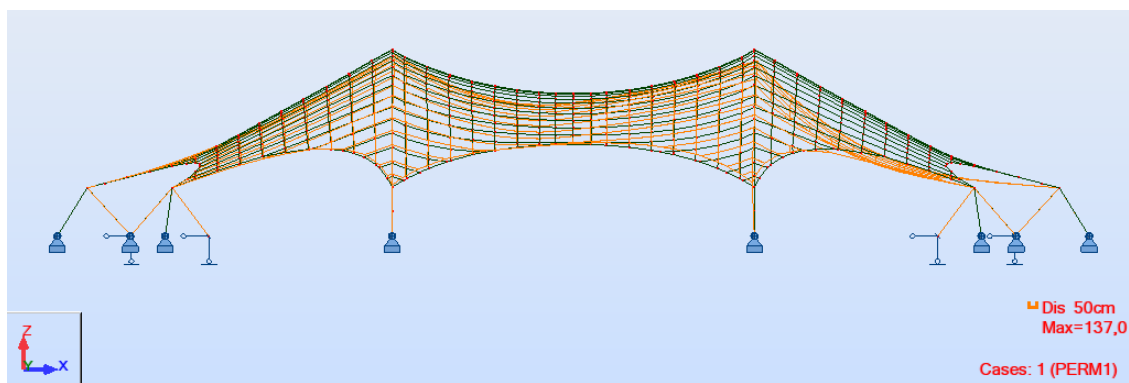 Dis 50cm
Max=137,0
Cases: 1 (PERM1)
Z
Y
X